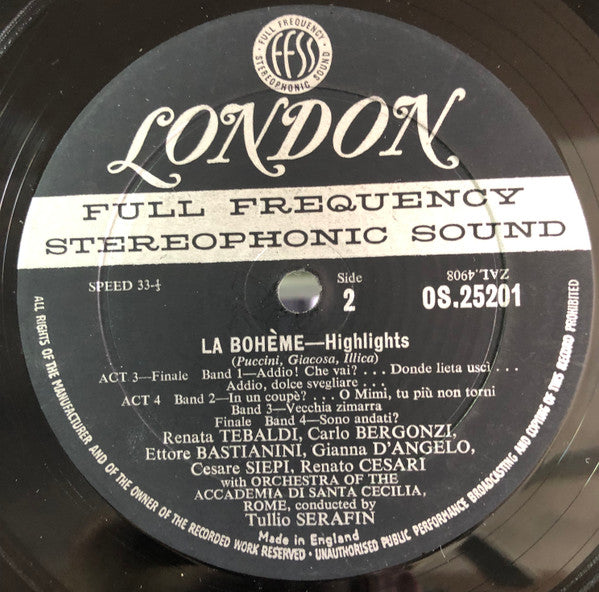 FULL FREQUENCY
ffss
STEREOPHONIC SOUND
LONDON
FULL FREQUENCY
STEREOPHONIC SOUND
SPEED 33-⅓
Side
2
ZAL.4908
OS.25201
LA BOHÈME—Highlights
(Puccini, Giacosa, Illica)
ACT 3—Finale Band 1—Addio! Che vai? . . . Donde lieta uscì . . .
Addio, dolce svegliare . . .
ACT 4 Band 2—In un coupè? . . . O Mimi, tu più non torni
Band 3—Vecchia zimarra
Finale Band 4—Sono andati?
Renata TEBALDI, Carlo BERGONZI,
Ettore BASTIANINI, Gianna D'ANGELO,
Cesare SIEPI, Renato CESARI
with ORCHESTRA OF THE
ACCADEMIA DI SANTA CECILIA,
ROME, conducted by
Tullio SERAFIN
Made in England
ALL RIGHTS OF THE MANUFACTURER AND OF THE OWNER OF THE RECORDED WORK RESERVED · UNAUTHORISED PUBLIC PERFORMANCE BROADCASTING AND COPYING OF THIS RECORD PROHIBITED